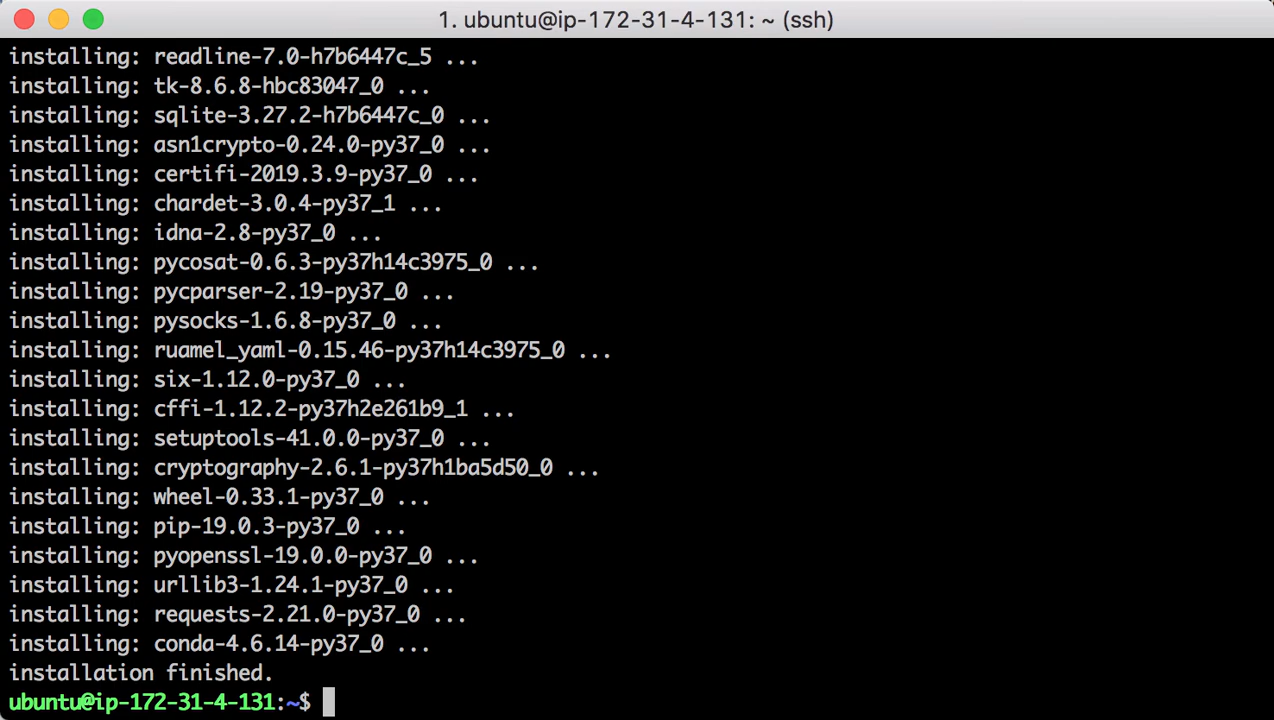 1. ubuntu@ip-172-31-4-131: ~ (ssh)
installing: readline-7.0-h7b6447c_5 ...
installing: tk-8.6.8-hbc83047_0 ...
installing: sqlite-3.27.2-h7b6447c_0 ...
installing: asn1crypto-0.24.0-py37_0 ...
installing: certifi-2019.3.9-py37_0 ...
installing: chardet-3.0.4-py37_1 ...
installing: idna-2.8-py37_0 ...
installing: pycosat-0.6.3-py37h14c3975_0 ...
installing: pycparser-2.19-py37_0 ...
installing: pysocks-1.6.8-py37_0 ...
installing: ruamel_yaml-0.15.46-py37h14c3975_0 ...
installing: six-1.12.0-py37_0 ...
installing: cffi-1.12.2-py37h2e261b9_1 ...
installing: setuptools-41.0.0-py37_0 ...
installing: cryptography-2.6.1-py37h1ba5d50_0 ...
installing: wheel-0.33.1-py37_0 ...
installing: pip-19.0.3-py37_0 ...
installing: pyopenssl-19.0.0-py37_0 ...
installing: urllib3-1.24.1-py37_0 ...
installing: requests-2.21.0-py37_0 ...
installing: conda-4.6.14-py37_0 ...
installation finished.
ubuntu@ip-172-31-4-131:~$